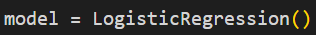 model = LogisticRegression()